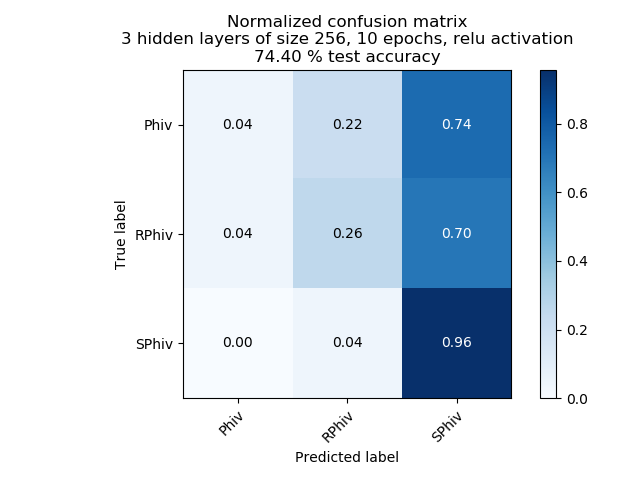 Normalized confusion matrix
3 hidden layers of size 256, 10 epochs, relu activation
74.40 % test accuracy
Phiv 0.04 0.22 0.74
RPhiv 0.04 0.26 0.70
SPhiv 0.00 0.04 0.96
True label
Phiv RPhiv SPhiv
Predicted label
0.8
0.6
0.4
0.2
0.0